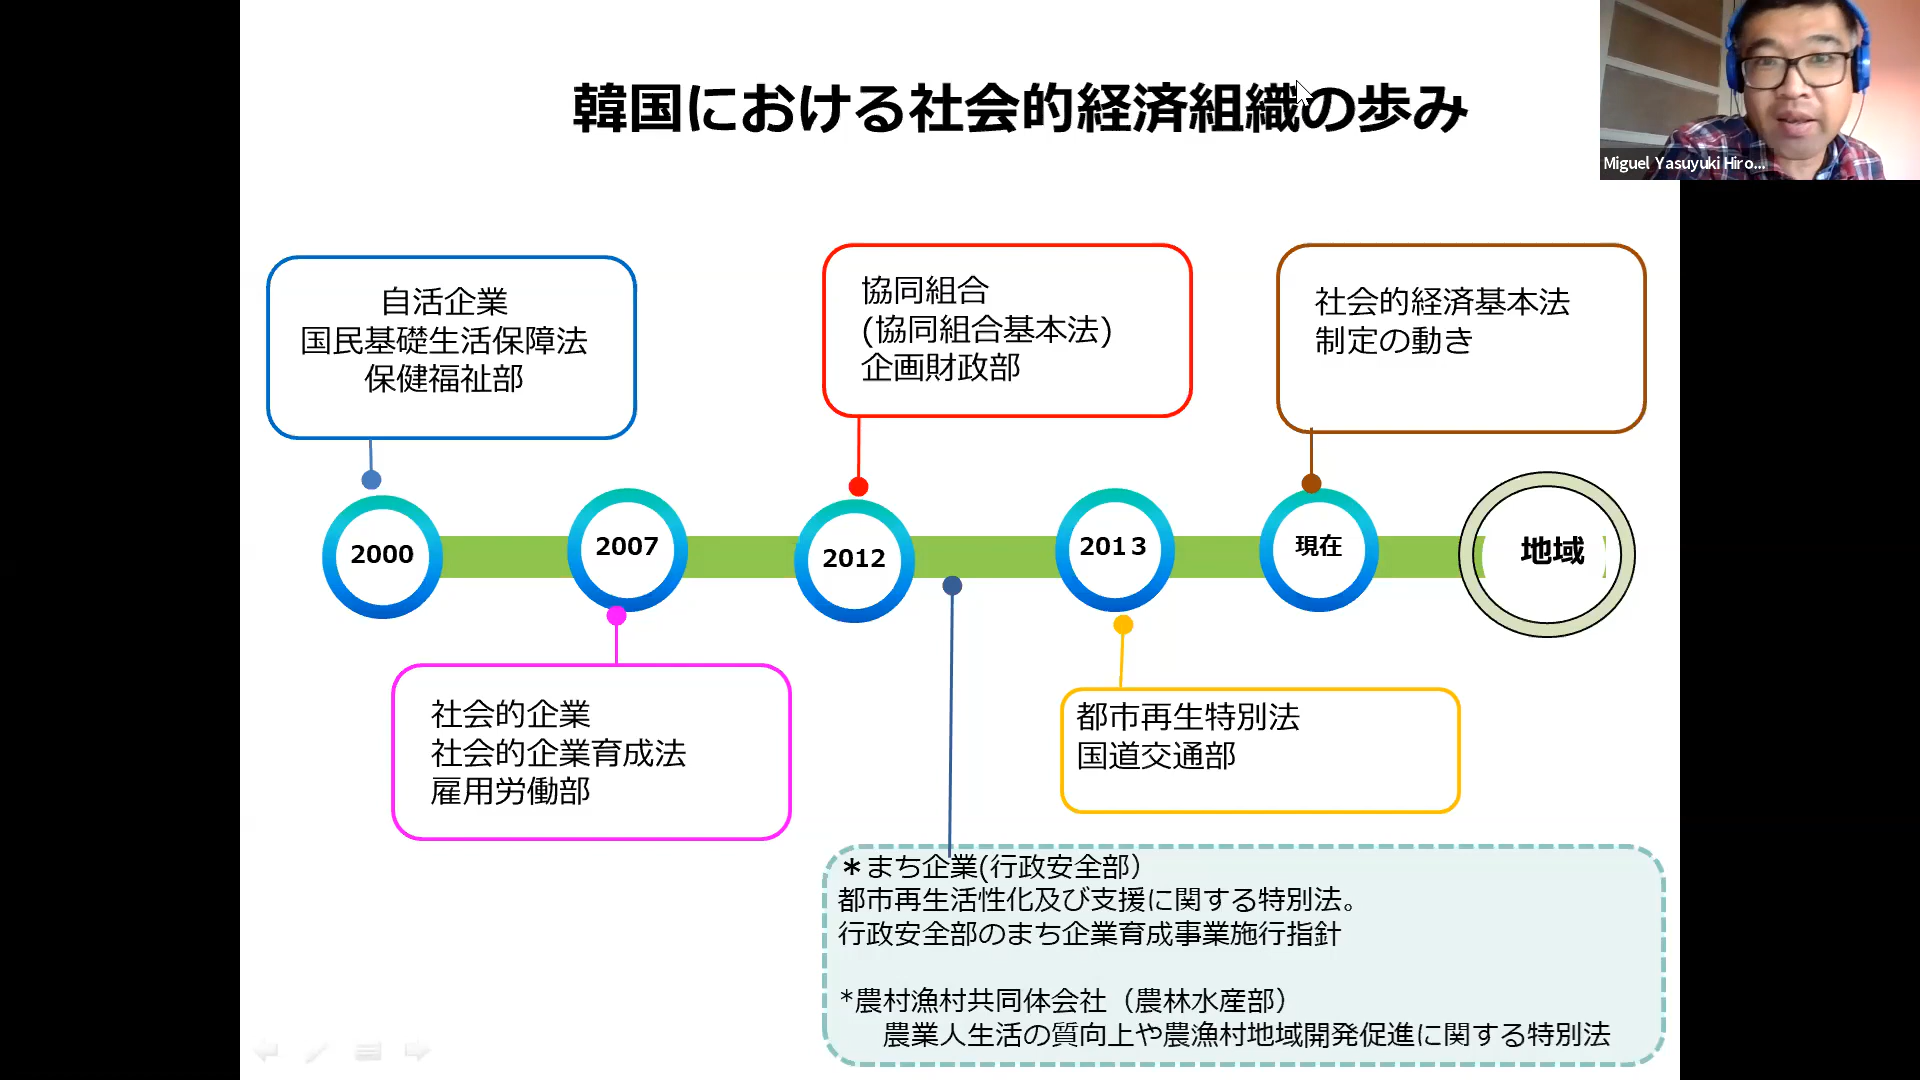 韓国における社会的経済組織の歩み
Miguel Yasuyuki Hiro...
自活企業
国民基礎生活保障法
保健福祉部
協同組合
(協同組合基本法)
企画財政部
社会的経済基本法
制定の動き
2000
2007
2012
2013
現在
地域
社会的企業
社会的企業育成法
雇用労働部
都市再生特別法
国道交通部
＊まち企業(行政安全部）
都市再生活性化及び支援に関する特別法。
行政安全部のまち企業育成事業施行指針
*農村漁村共同体会社（農林水産部）
農業人生活の質向上や農漁村地域開発促進に関する特別法